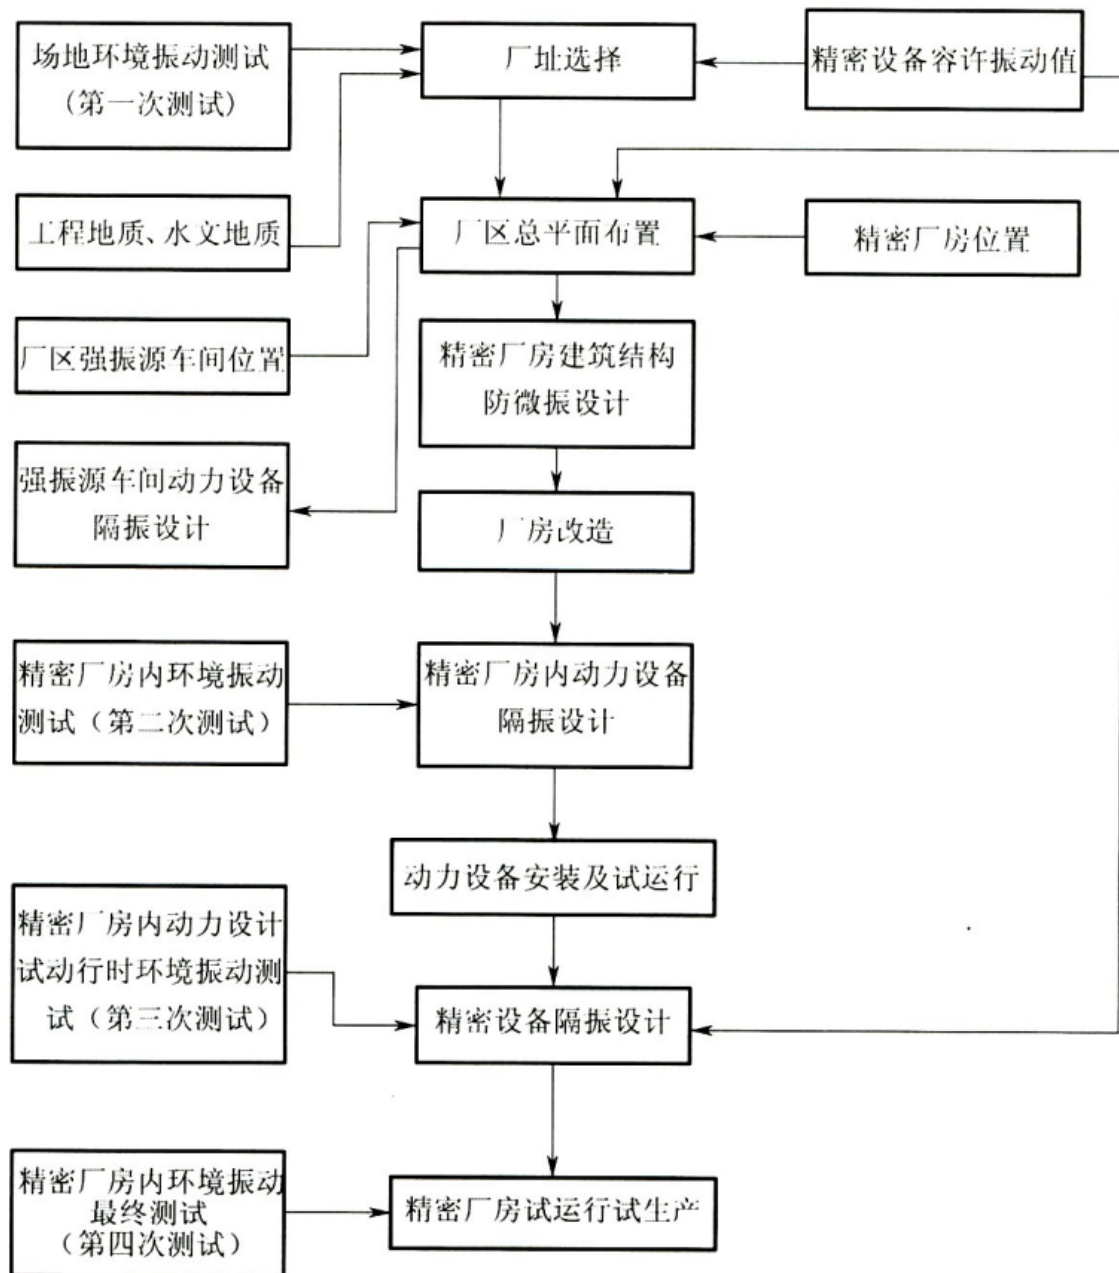 场地环境振动测试
(第一次测试)
厂址选择
精密设备容许振动值
工程地质、水文地质
厂区总平面布置
精密厂房位置
厂区强振源车间位置
精密厂房建筑结构
防微振设计
强振源车间动力设备
隔振设计
厂房改造
精密厂房内环境振动
测试(第二次测试)
精密厂房内动力设备
隔振设计
动力设备安装及试运行
精密厂房内动力设计
试动行时环境振动测
试(第三次测试)
精密设备隔振设计
精密厂房内环境振动
最终测试
(第四次测试)
精密厂房试运行试生产